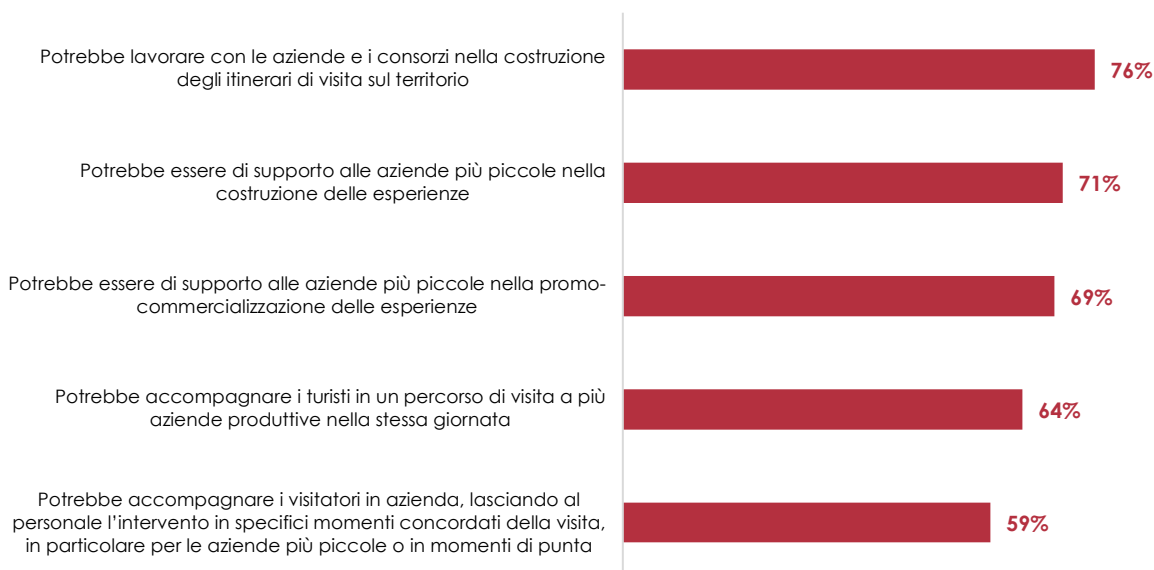 Potrebbe lavorare con le aziende e i consorzi nella costruzione
degli itinerari di visita sul territorio
76%
Potrebbe essere di supporto alle aziende più piccole nella
costruzione delle esperienze
71%
Potrebbe essere di supporto alle aziende più piccole nella promo-
commercializzazione delle esperienze
69%
Potrebbe accompagnare i turisti in un percorso di visita a più
aziende produttive nella stessa giornata
64%
Potrebbe accompagnare i visitatori in azienda, lasciando al
personale l'intervento in specifici momenti concordati della visita,
in particolare per le aziende più piccole o in momenti di punta
59%